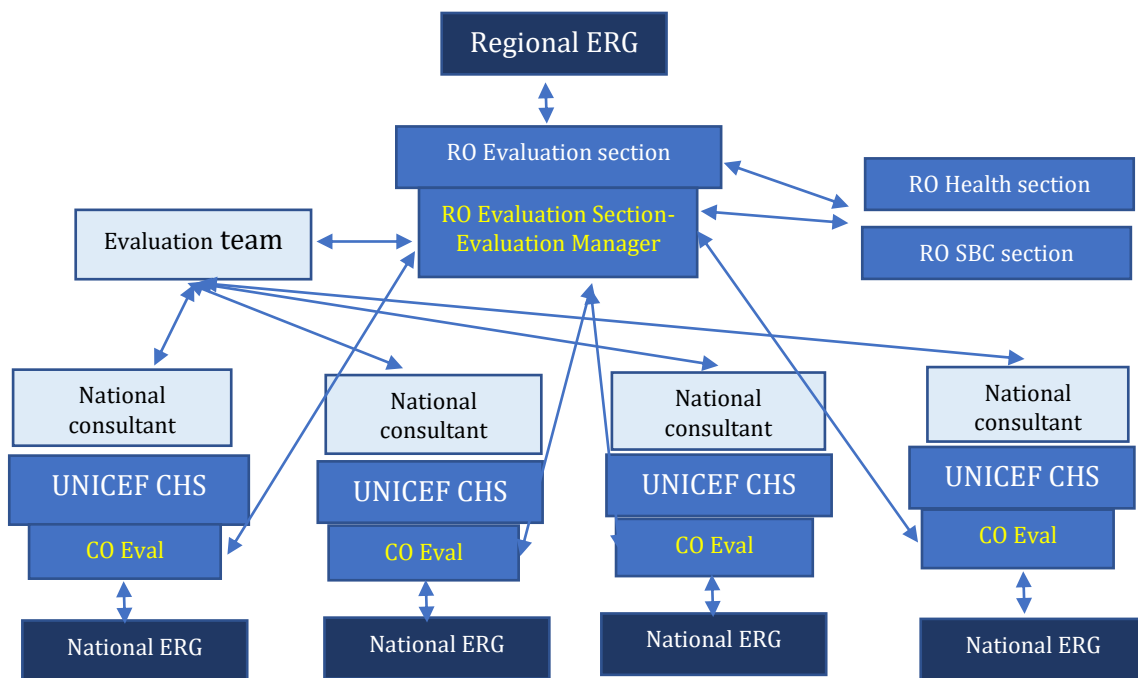 Regional ERG
RO Evaluation section
RO Health section
RO Evaluation Section-
Evaluation Manager
Evaluation team
RO SBC section
National
consultant
National
consultant
National
consultant
National
consultant
UNICEF CHS
UNICEF CHS
UNICEF CHS
UNICEF CHS
CO Eval
CO Eval
CO Eval
CO Eval
National ERG
National ERG
National ERG
National ERG